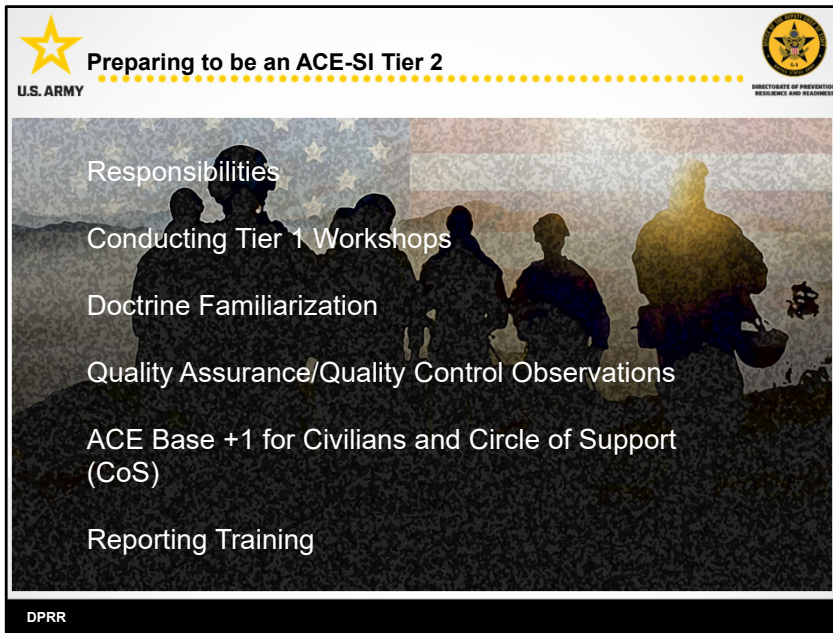 Preparing to be an ACE-SI Tier 2
U.S. ARMY
DIRECTORATE OF PREVENTION
RESILIENCE AND READINESS
Responsibilities
Conducting Tier 1 Workshops
Doctrine Familiarization
Quality Assurance/Quality Control Observations
ACE Base +1 for Civilians and Circle of Support
(CoS)
Reporting Training
DPRR